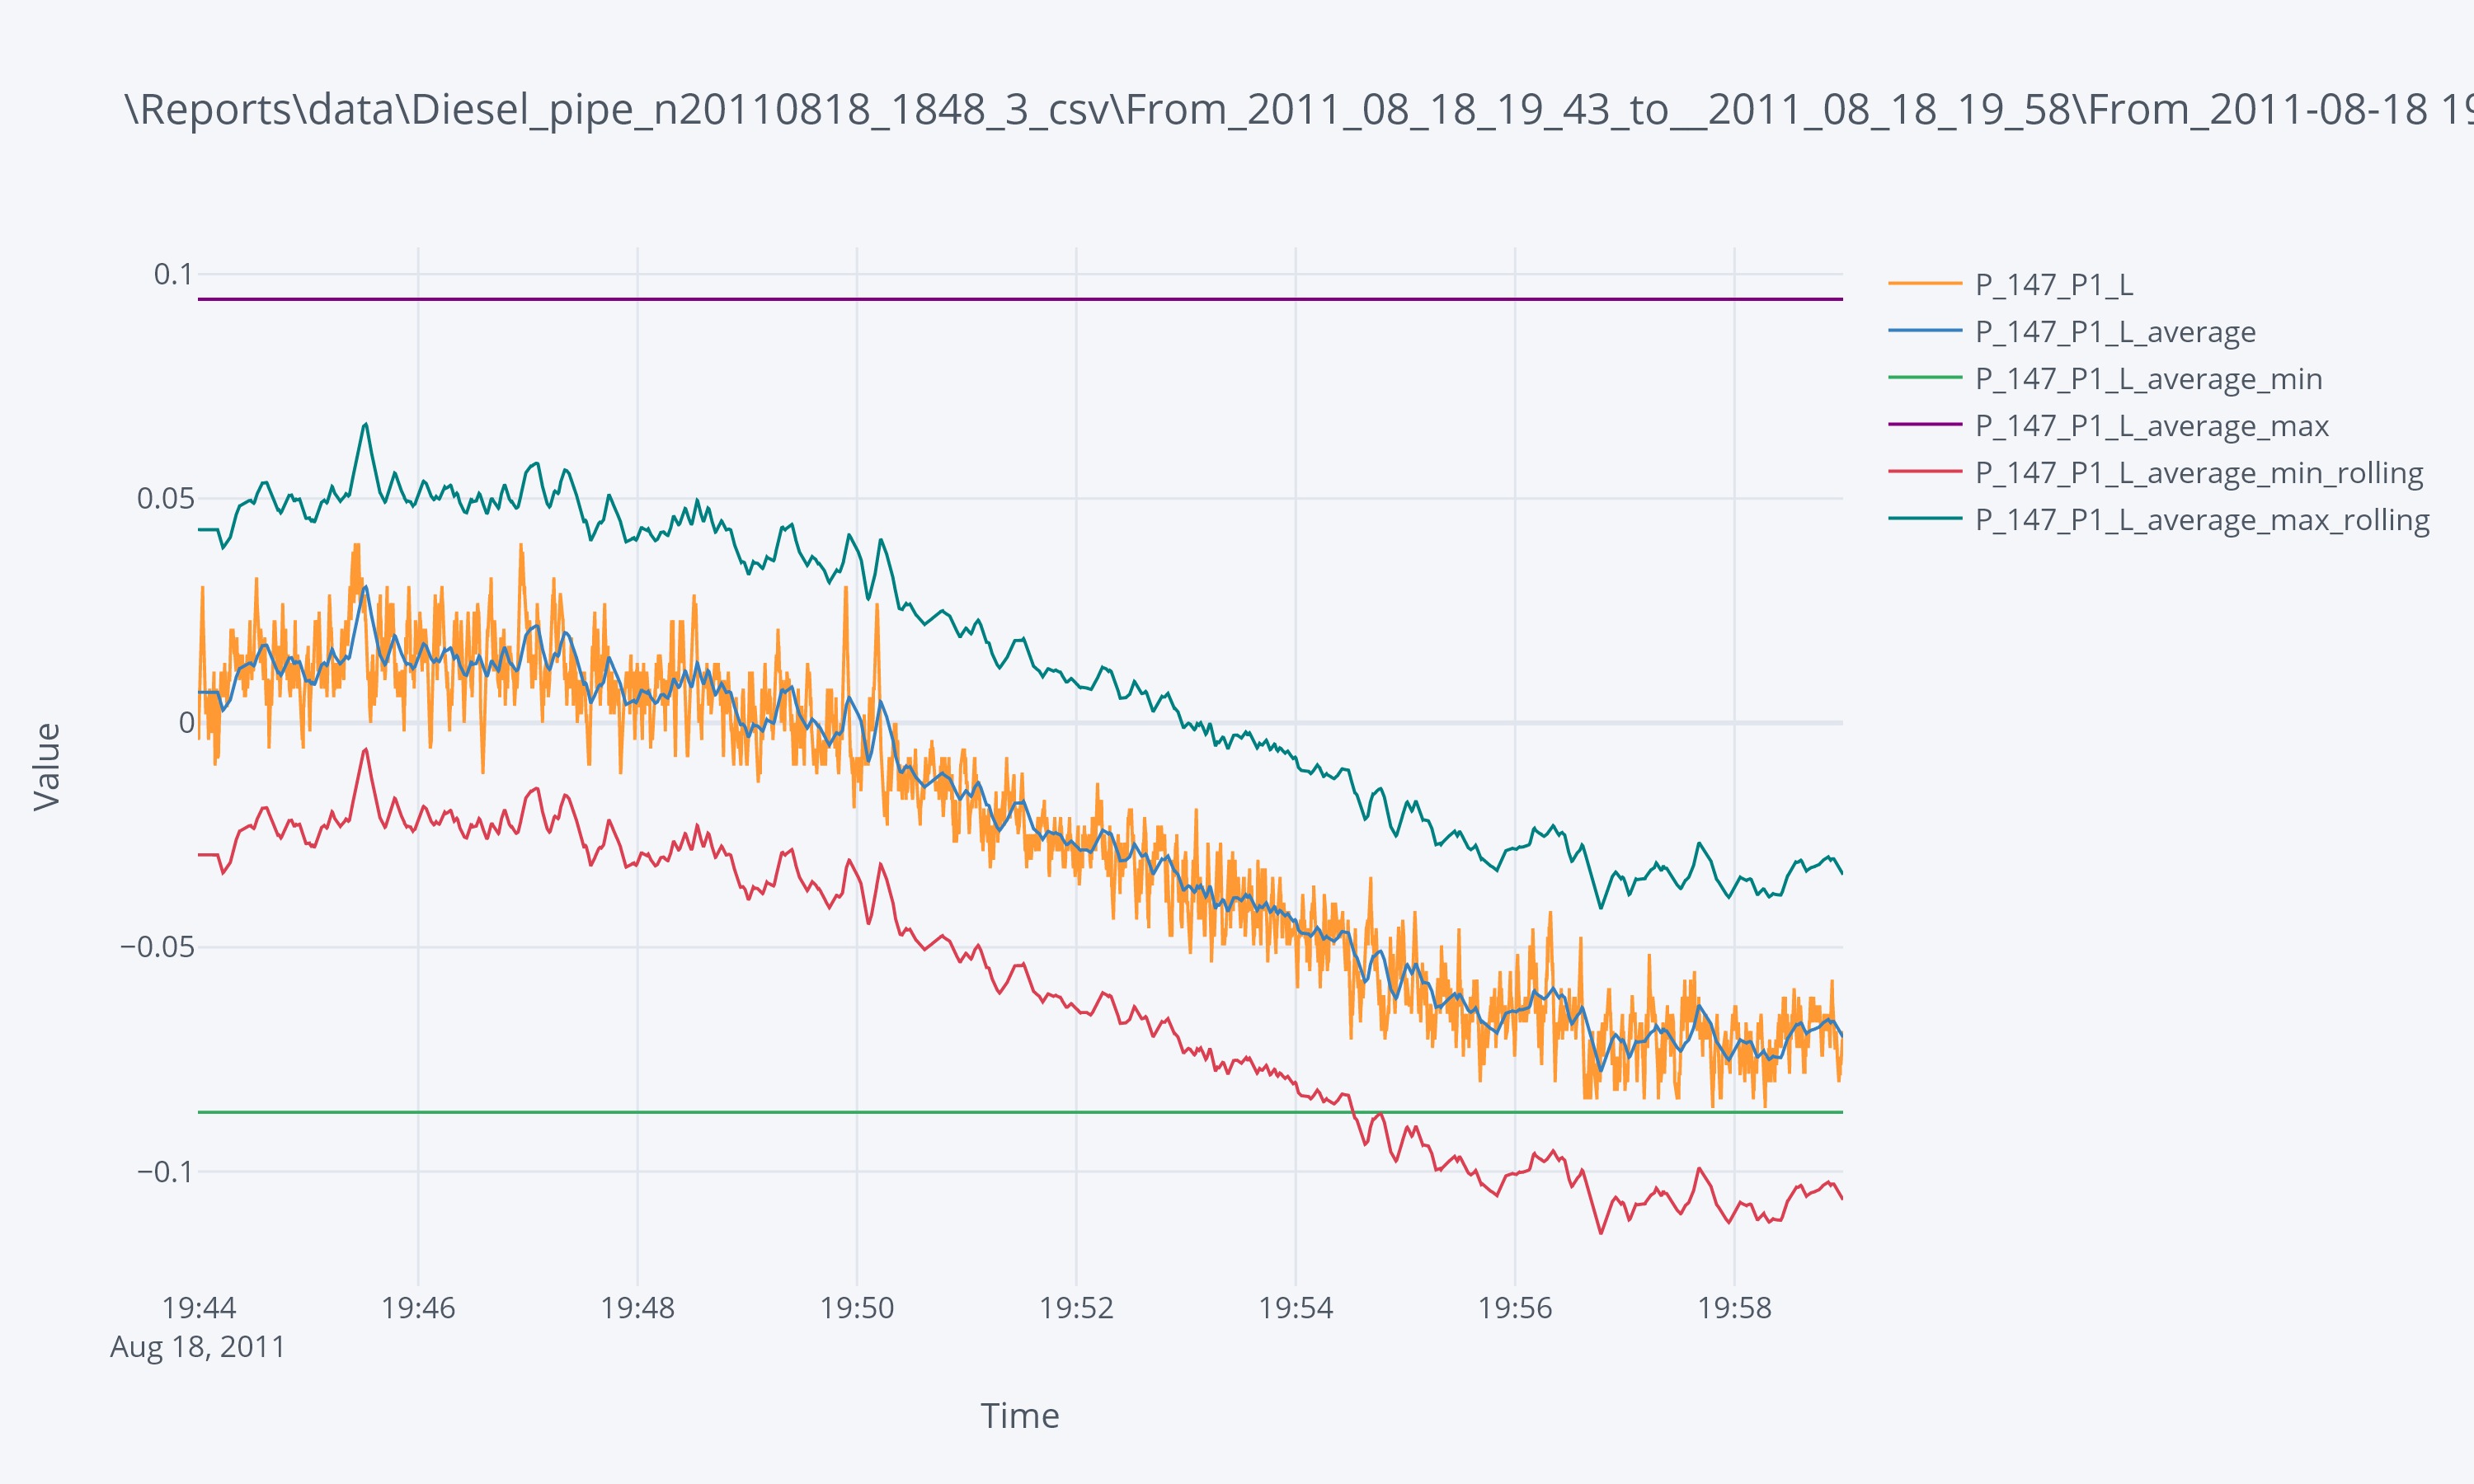 \Reports\data\Diesel_pipe_n20110818_1848_3_csv\From_2011_08_18_19_43_to__2011_08_18_19_58\From_2011-08-18 19
P_147_P1_L
P_147_P1_L_average
P_147_P1_L_average_min
P_147_P1_L_average_max
P_147_P1_L_average_min_rolling
P_147_P1_L_average_max_rolling
0.1
0.05
0
−0.05
−0.1
Value
19:44 19:46 19:48 19:50 19:52 19:54 19:56 19:58
Aug 18, 2011
Time